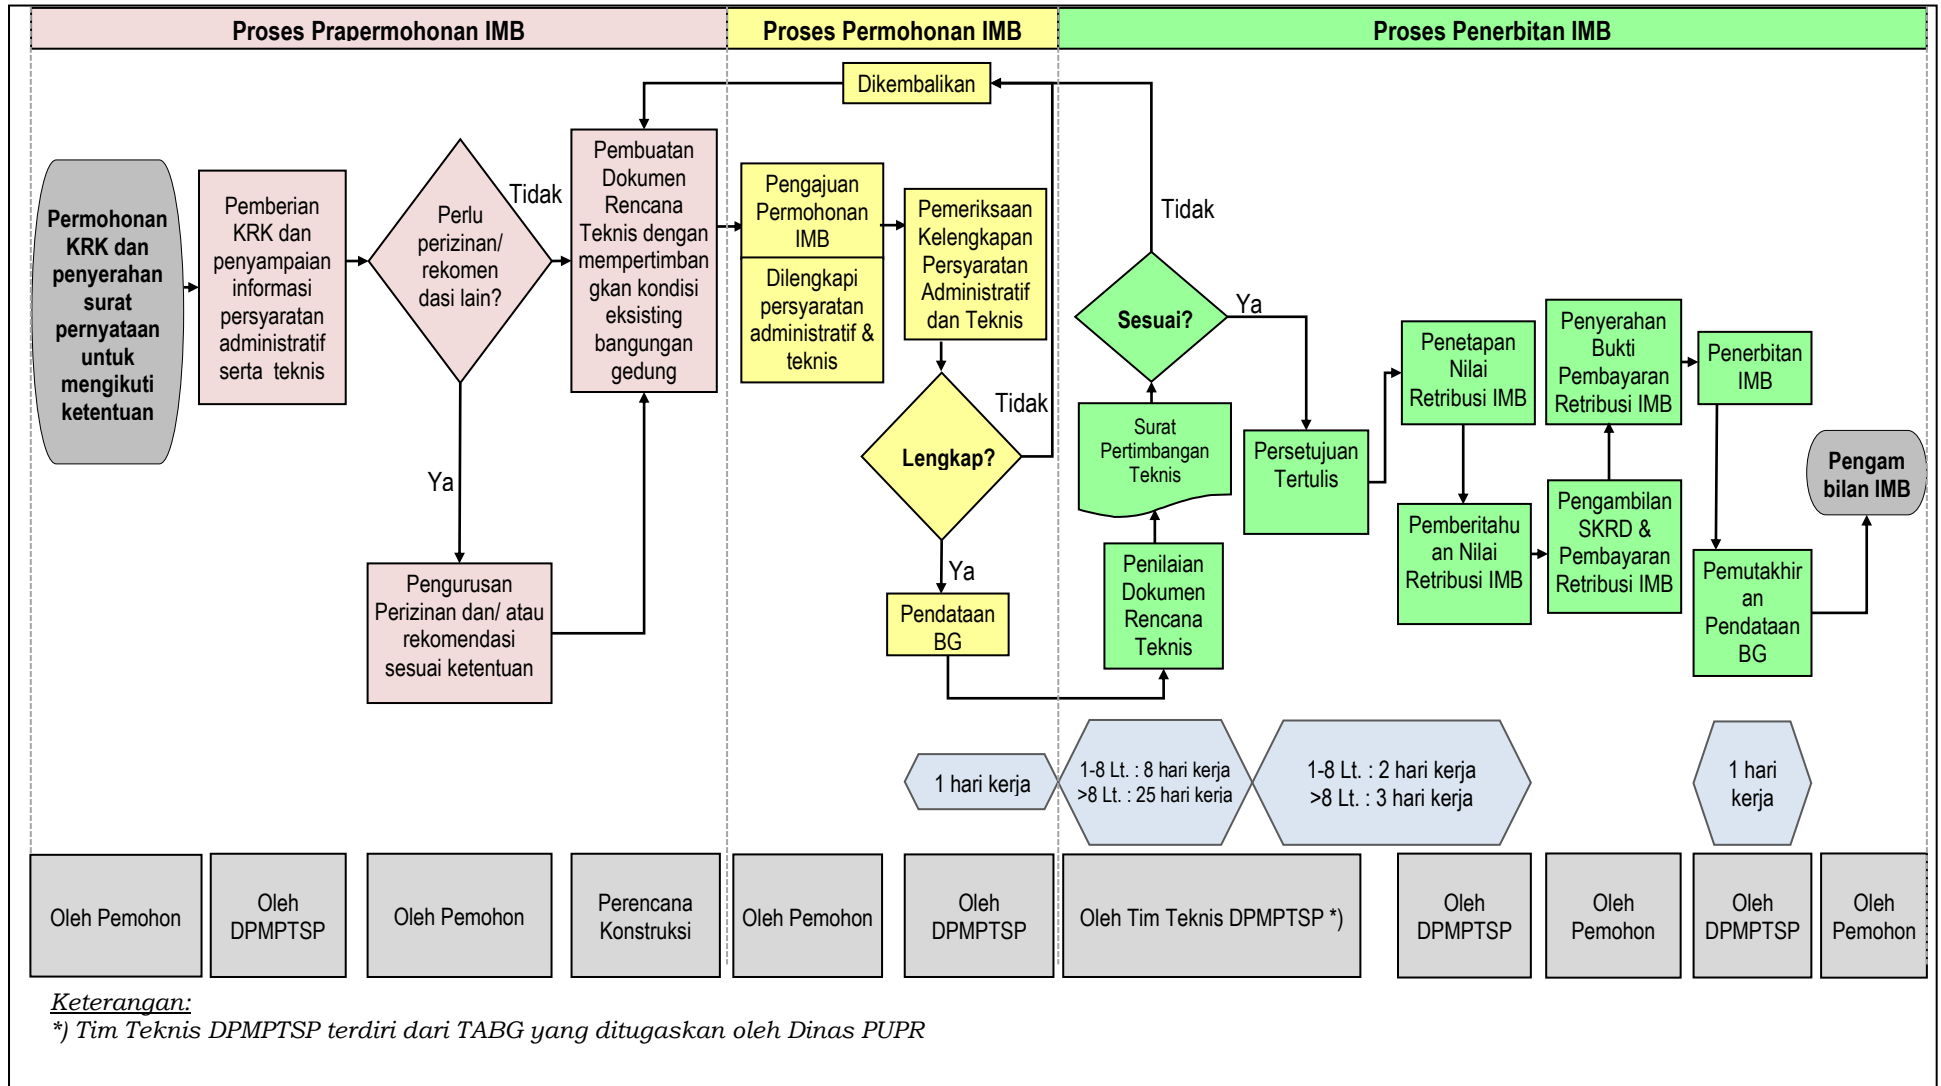 Proses Prapermohonan IMB
Proses Permohonan IMB
Proses Penerbitan IMB
Dikembalikan
Permohonan
KRK dan
penyerahan
surat
pernyataan
untuk
mengikuti
ketentuan
Pemberian
KRK dan
penyampaian
informasi
persyaratan
administratif
serta teknis
Perlu
perizinan/
rekomen
dasi lain?
Tidak
Ya
Pengurusan
Perizinan dan/ atau
rekomendasi
sesuai ketentuan
Pembuatan
Dokumen
Rencana
Teknis dengan
mempertimban
gkan kondisi
eksisting
bangungan
gedung
Pengajuan
Permohonan
IMB
Dilengkapi
persyaratan
administratif &
teknis
Pemeriksaan
Kelengkapan
Persyaratan
Administratif
dan Teknis
Lengkap?
Tidak
Ya
Pendataan
BG
Penilaian
Dokumen
Rencana
Teknis
Surat
Pertimbangan
Teknis
Sesuai?
Tidak
Ya
Persetujuan
Tertulis
Penetapan
Nilai
Retribusi IMB
Pemberitahu
an Nilai
Retribusi IMB
Pengambilan
SKRD &
Pembayaran
Retribusi IMB
Penyerahan
Bukti
Pembayaran
Retribusi IMB
Penerbitan
IMB
Pemutakhir
an
Pendataan
BG
Pengam
bilan IMB
1 hari kerja
1-8 Lt. : 8 hari kerja
>8 Lt. : 25 hari kerja
1-8 Lt. : 2 hari kerja
>8 Lt. : 3 hari kerja
1 hari
kerja
Oleh Pemohon
Oleh
DPMPTSP
Oleh Pemohon
Perencana
Konstruksi
Oleh Pemohon
Oleh
DPMPTSP
Oleh Tim Teknis DPMPTSP *)
Oleh
DPMPTSP
Oleh
Pemohon
Oleh
DPMPTSP
Oleh
Pemohon
Keterangan:
*) Tim Teknis DPMPTSP terdiri dari TABG yang ditugaskan oleh Dinas PUPR